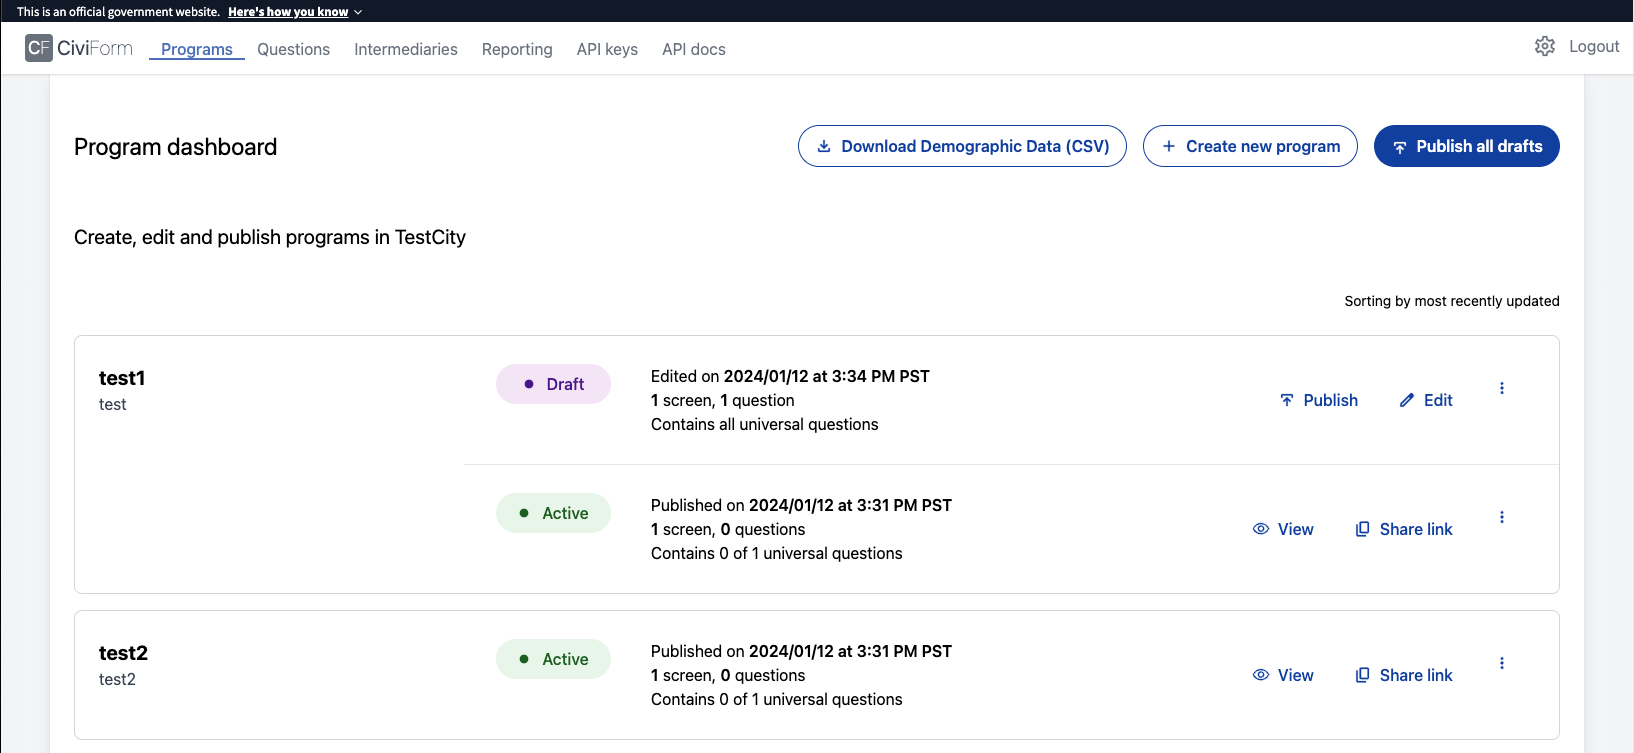 This is an official government website. Here's how you know
CF CiviForm Programs Questions Intermediaries Reporting API keys API docs Logout
Program dashboard
Download Demographic Data (CSV) Create new program Publish all drafts
Create, edit and publish programs in TestCity
Sorting by most recently updated
test1
test
Draft
Edited on 2024/01/12 at 3:34 PM PST
1 screen, 1 question
Contains all universal questions
Publish Edit
Active
Published on 2024/01/12 at 3:31 PM PST
1 screen, 0 questions
Contains 0 of 1 universal questions
View Share link
test2
test2
Active
Published on 2024/01/12 at 3:31 PM PST
1 screen, 0 questions
Contains 0 of 1 universal questions
View Share link